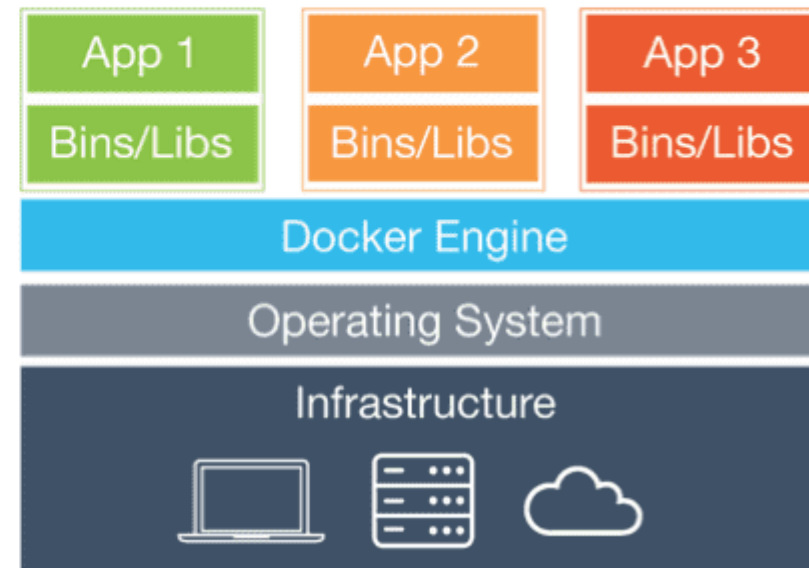 App 1
App 2
App 3
Bins/Libs
Bins/Libs
Bins/Libs
Docker Engine
Operating System
Infrastructure